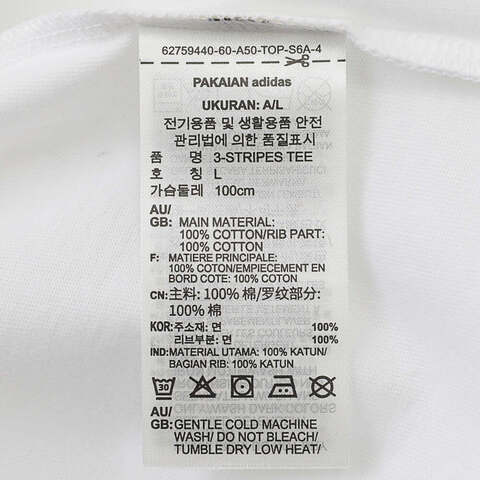 62759440-60-A50-TOP-S6A-4
PAKAIAN adidas
UKURAN: A/L
전기용품 및 생활용품 안전
관리법에 의한 품질표시
품 명 3-STRIPES TEE
호 칭 L
가슴둘레 100cm
AU/
GB: MAIN MATERIAL:
100% COTTON/RIB PART:
100% COTTON
F: MATIERE PRINCIPALE:
100% COTON/EMPIECEMENT EN
BORD COTE: 100% COTON
CN: 主料: 100% 棉/罗纹部分:
100% 棉
KOR: 주소재: 면 100%
리브부분: 면 100%
IND: MATERIAL UTAMA: 100% KATUN/
BAGIAN RIB: 100% KATUN
30
AU/
GB: GENTLE COLD MACHINE
WASH/ DO NOT BLEACH/
TUMBLE DRY LOW HEAT/